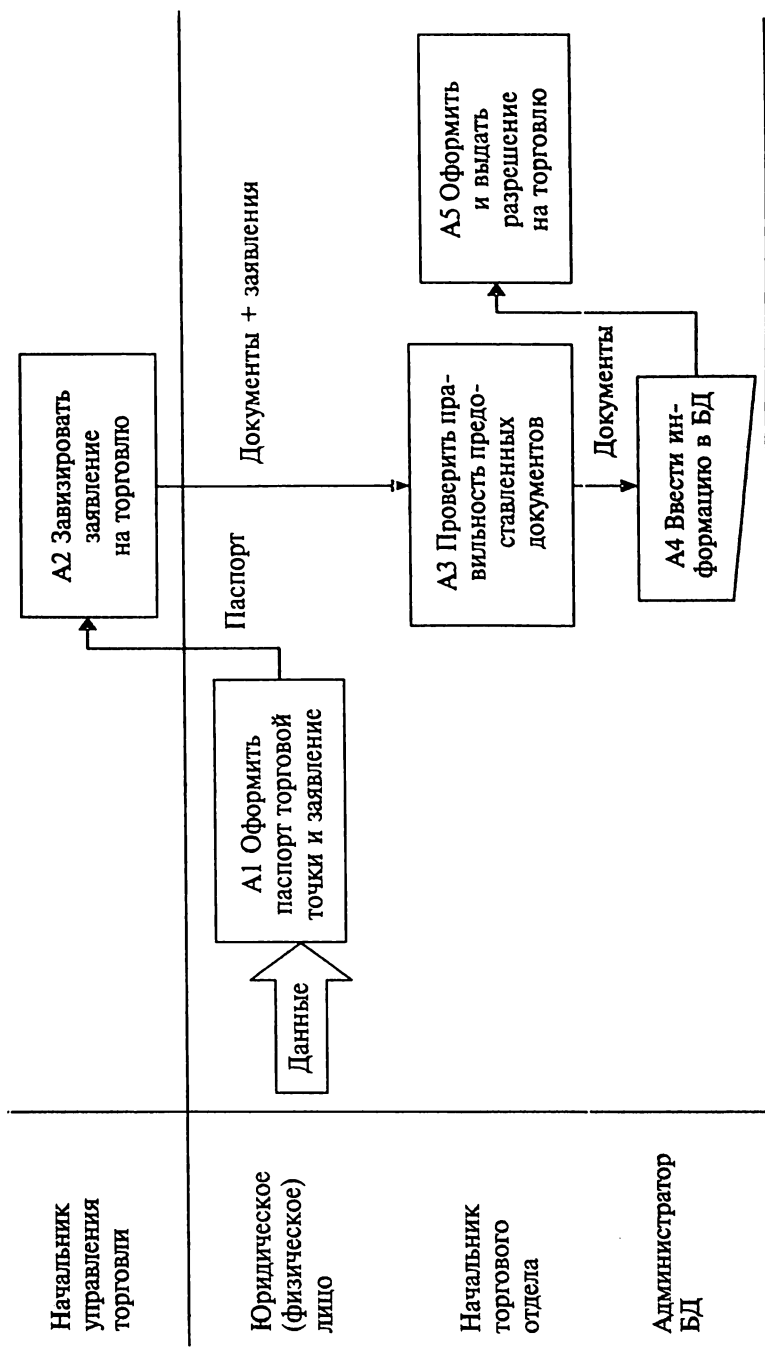 Начальник
управления
торговли
А2 Завизировать
заявление
на торговлю
Юридическое
(физическое)
лицо
Данные
А1 Оформить
паспорт торговой
точки и заявление
Паспорт
Документы + заявления
Начальник
торгового
отдела
А3 Проверить пра-
вильность предо-
ставленных
документов
А5 Оформить
и выдать
разрешение
на торговлю
Документы
Администратор
БД
А4 Ввести ин-
формацию в БД